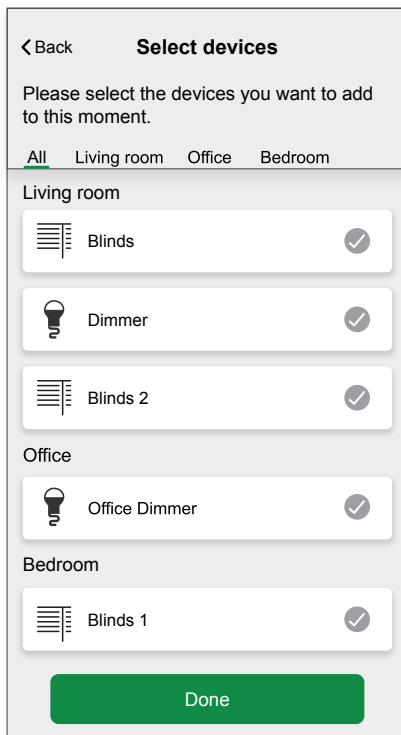 Back Select devices
Please select the devices you want to add
to this moment.
All Living room Office Bedroom
Living room
Blinds
Dimmer
Blinds 2
Office
Office Dimmer
Bedroom
Blinds 1
Done